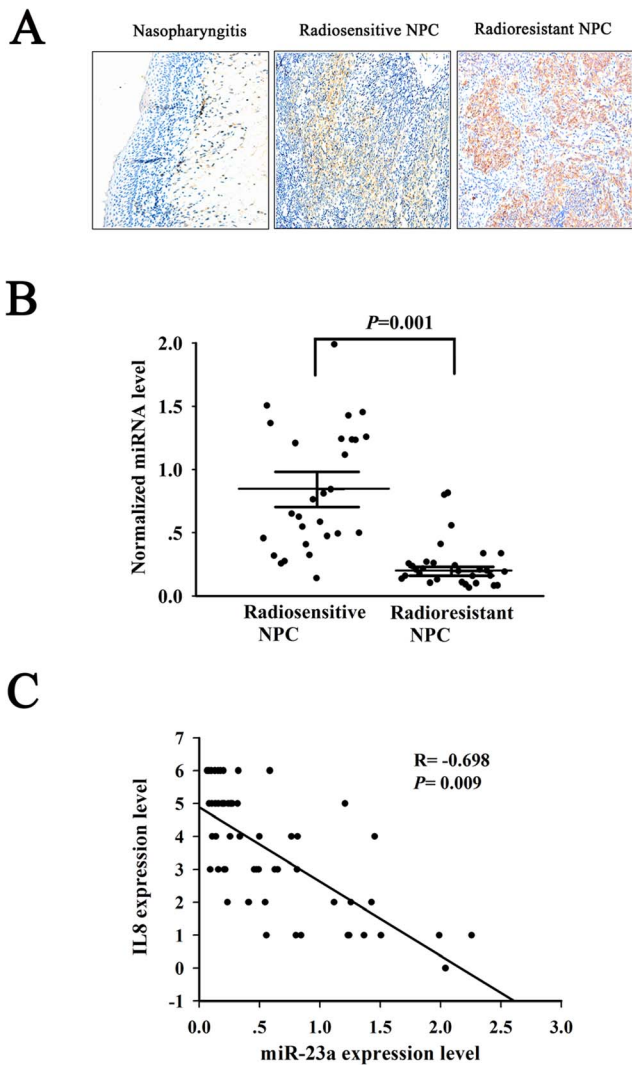 A
Nasopharyngitis
Radiosensitive NPC
Radioresistant NPC
B
P=0.001
Normalized miRNA level
2.0
1.5
1.0
.5
0.0
Radiosensitive
NPC
Radioresistant
NPC
C
R= -0.698
P= 0.009
IL8 expression level
7
6
5
4
3
2
1
0
-1
0.0
.5
1.0
1.5
2.0
2.5
3.0
miR-23a expression level